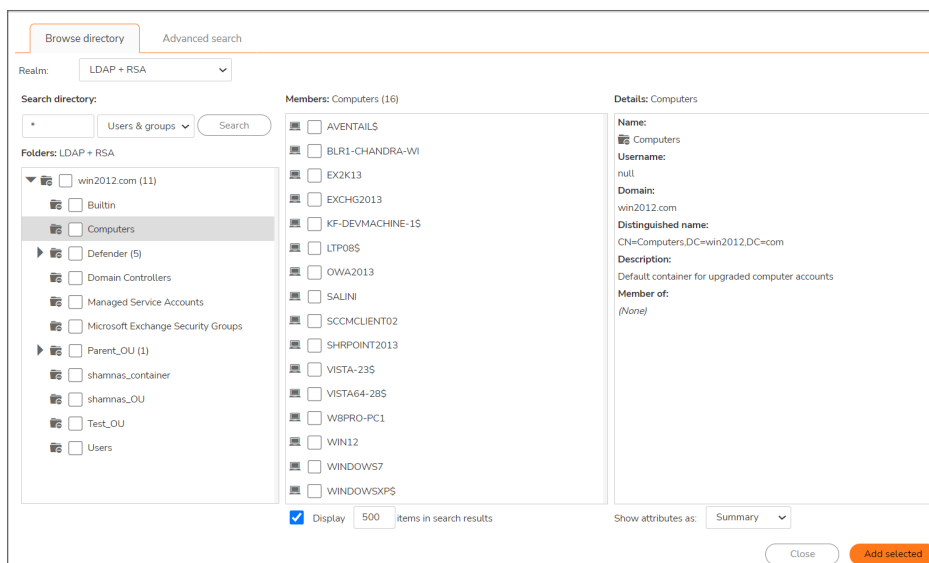 Browse directory
Advanced search
Realm:
LDAP + RSA
Search directory:
*
Users & groups
Search
Folders: LDAP + RSA
win2012.com (11)
Builtin
Computers
Defender (5)
Domain Controllers
Managed Service Accounts
Microsoft Exchange Security Groups
Parent_OU (1)
shamnas_container
shamnas_OU
Test_OU
Users
Members: Computers (16)
AVENTAIL$
BLR1-CHANDRA-WI
EX2K13
EXCHG2013
KF-DEVMACHINE-1$
LTP08$
OWA2013
SALINI
SCCMCLIENT02
SHRPOINT2013
VISTA-23$
VISTA64-28$
W8PRO-PC1
WIN12
WINDOWS7
WINDOWSXP$
Display 500 items in search results
Details: Computers
Name:
Computers
Username:
null
Domain:
win2012.com
Distinguished name:
CN=Computers,DC=win2012,DC=com
Description:
Default container for upgraded computer accounts
Member of:
(None)
Show attributes as: Summary
Close
Add selected